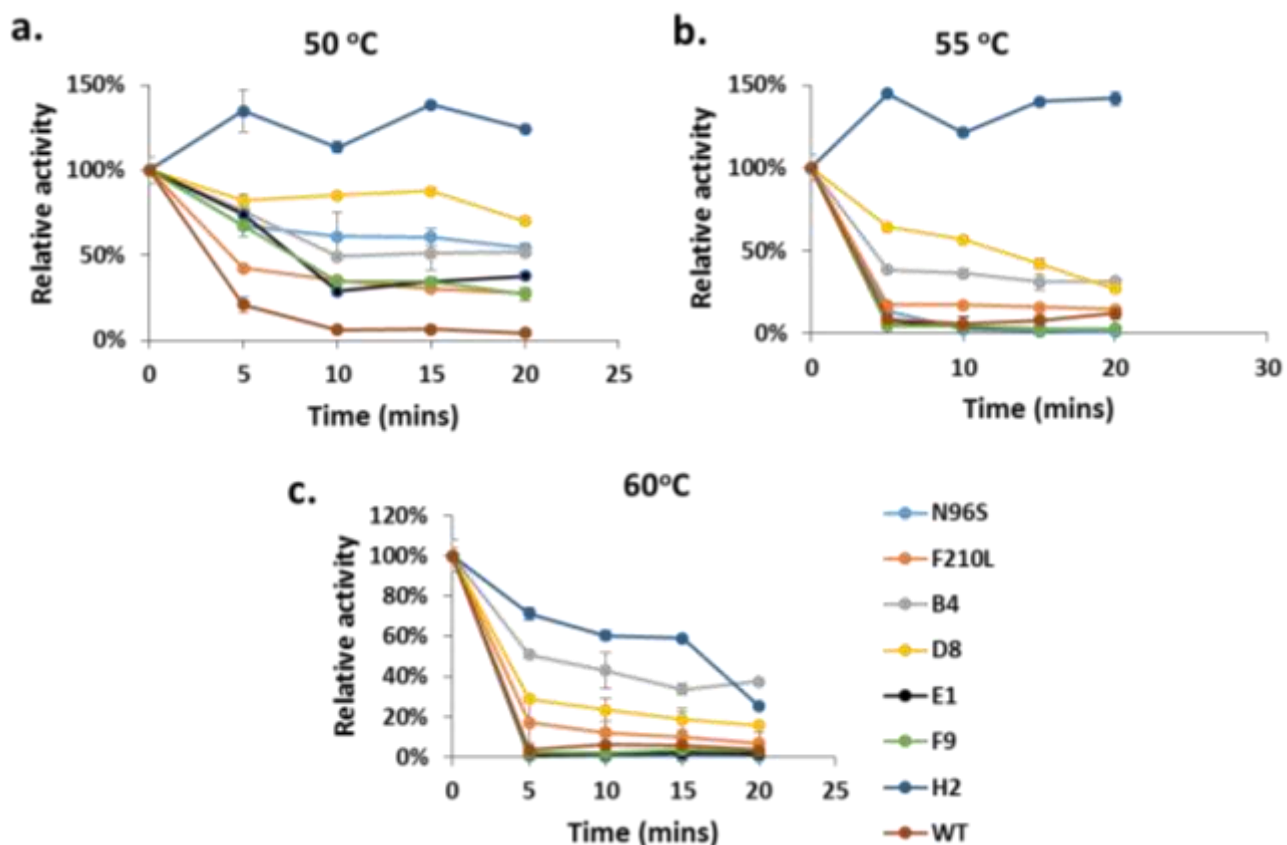 a.
50 °C
Relative activity
150%
100%
50%
0%
0 5 10 15 20 25
Time (mins)
b.
55 °C
Relative activity
150%
100%
50%
0%
0 10 20 30
Time (mins)
c.
60°C
Relative activity
120%
100%
80%
60%
40%
20%
0%
0 5 10 15 20 25
Time (mins)
N96S
F210L
B4
D8
E1
F9
H2
WT